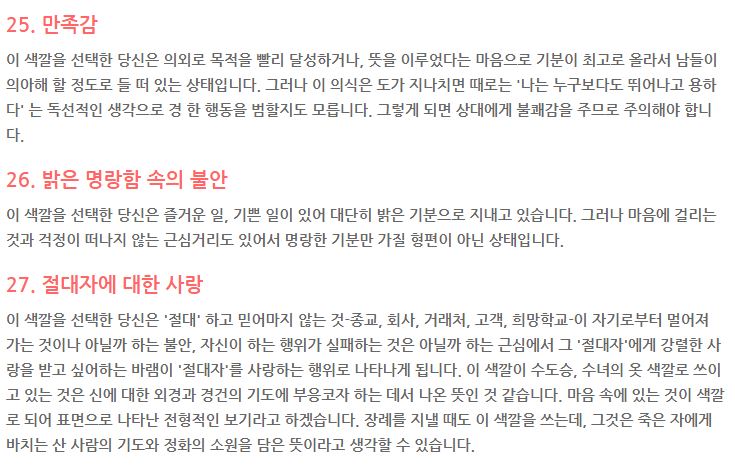 25. 만족감
이 색깔을 선택한 당신은 의외로 목적을 빨리 달성하거나, 뜻을 이루었다는 마음으로 기분이 최고로 올라서 남들이
의아해 할 정도로 들 떠 있는 상태입니다. 그러나 이 의식은 도가 지나치면 때로는 '나는 누구보다도 뛰어나고 용하
다' 는 독선적인 생각으로 경 한 행동을 범할지도 모릅니다. 그렇게 되면 상대에게 불쾌감을 주므로 주의해야 합니
다.
26. 밝은 명랑함 속의 불안
이 색깔을 선택한 당신은 즐거운 일, 기쁜 일이 있어 대단히 밝은 기분으로 지내고 있습니다. 그러나 마음에 걸리는
것과 걱정이 떠나지 않는 근심거리도 있어서 명랑한 기분만 가질 형편이 아닌 상태입니다.
27. 절대자에 대한 사랑
이 색깔을 선택한 당신은 '절대' 하고 믿어마지 않는 것-종교, 회사, 거래처, 고객, 희망학교-이 자기로부터 멀어져
가는 것이나 아닐까 하는 불안, 자신이 하는 행위가 실패하는 것은 아닐까 하는 근심에서 그 '절대자'에게 강렬한 사
랑을 받고 싶어하는 바램이 '절대자'를 사랑하는 행위로 나타나게 됩니다. 이 색깔이 수도승, 수녀의 옷 색깔로 쓰이
고 있는 것은 신에 대한 외경과 경건의 기도에 부응코자 하는 데서 나온 뜻인 것 같습니다. 마음 속에 있는 것이 색깔
로 되어 표면으로 나타난 전형적인 보기라고 하겠습니다. 장례를 지낼 때도 이 색깔을 쓰는데, 그것은 죽은 자에게
바치는 산 사람의 기도와 정화의 소원을 담은 뜻이라고 생각할 수 있습니다.